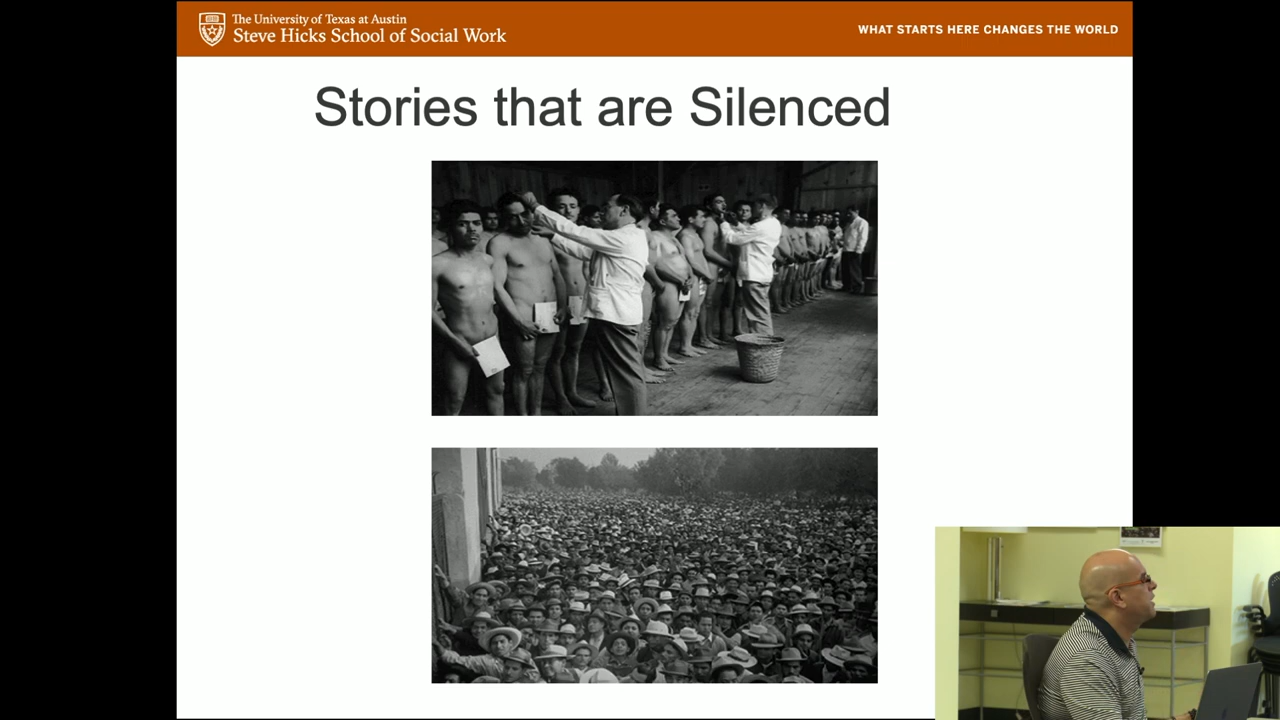 The University of Texas at Austin
Steve Hicks School of Social Work
WHAT STARTS HERE CHANGES THE WORLD
Stories that are Silenced